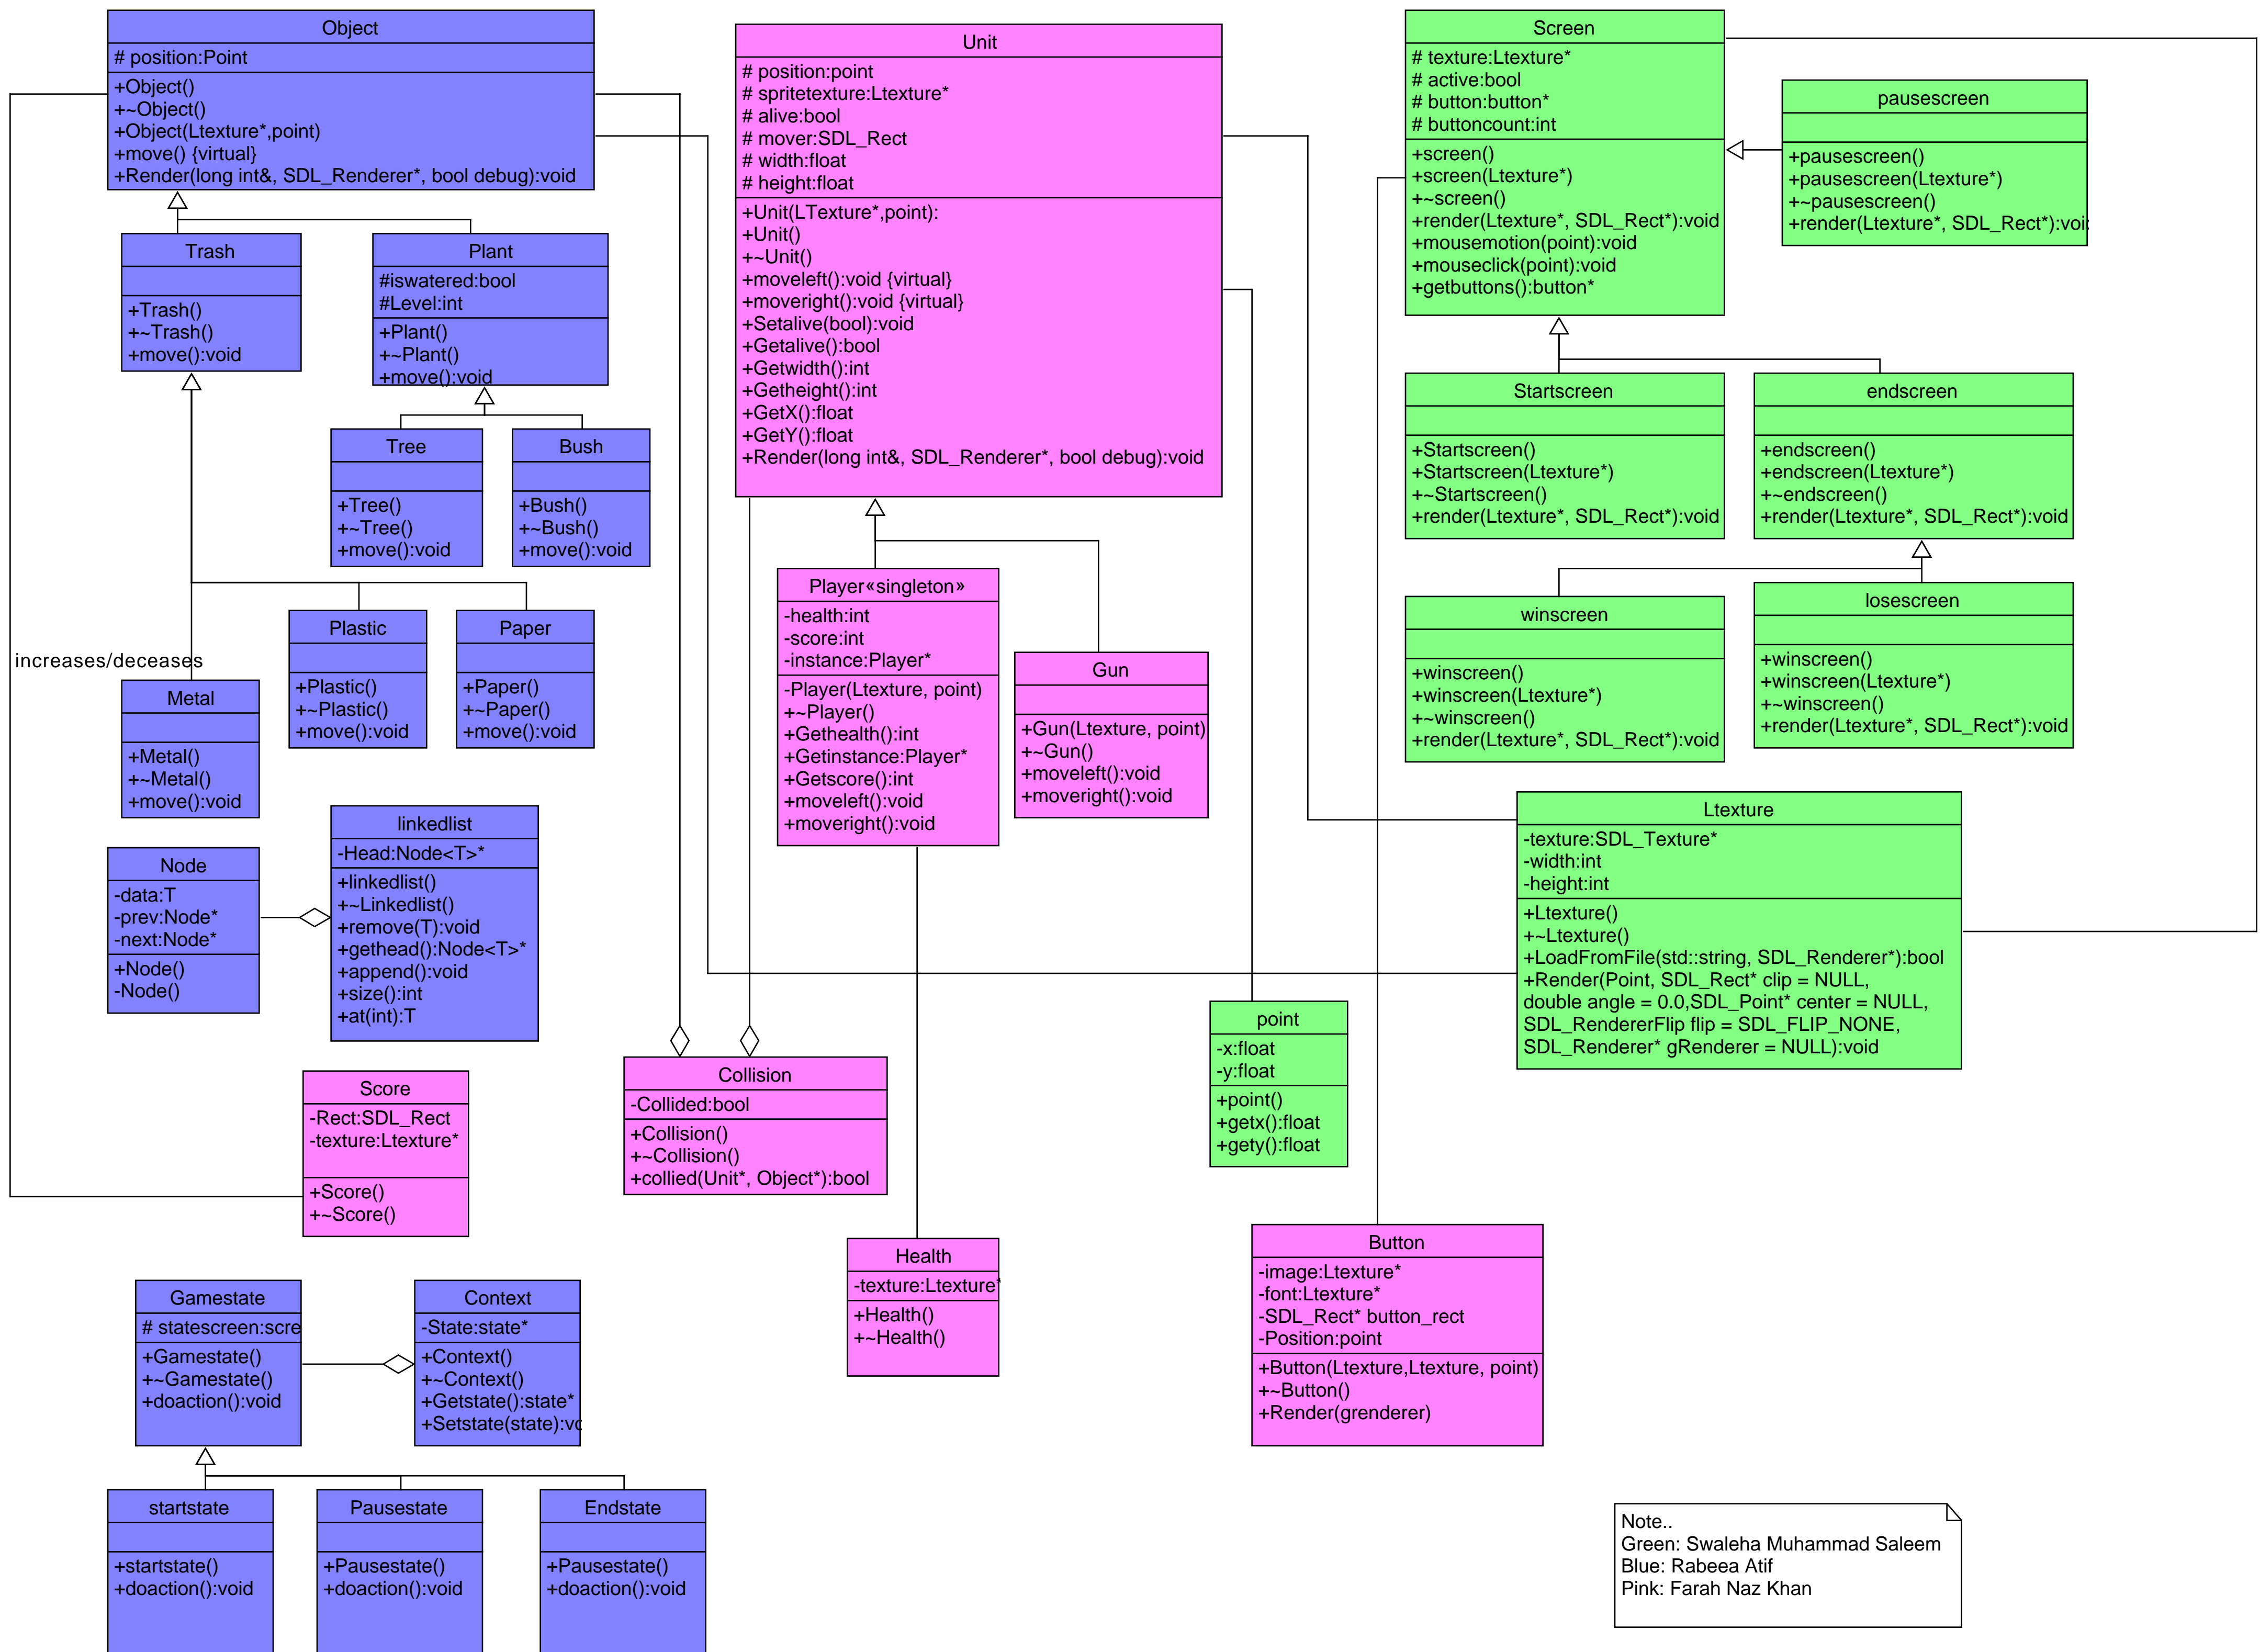 Object
# position:Point
+Object()
+~Object()
+Object(Ltexture*,point)
+move() {virtual}
+Render(long int&, SDL_Renderer*, bool debug):void
Trash
+Trash()
+~Trash()
+move():void
Plant
#iswatered:bool
#Level:int
+Plant()
+~Plant()
+move():void
Tree
+Tree()
+~Tree()
+move():void
Bush
+Bush()
+~Bush()
+move():void
increases/deceases
Metal
+Metal()
+~Metal()
+move():void
Plastic
+Plastic()
+~Plastic()
+move():void
Paper
+Paper()
+~Paper()
+move():void
Node
-data:T
-prev:Node*
-next:Node*
+Node()
-Node()
linkedlist
-Head:Node<T>*
+linkedlist()
+~Linkedlist()
+remove(T):void
+gethead():Node<T>*
+append():void
+size():int
+at(int):T
Score
-Rect:SDL_Rect
-texture:Ltexture*
+Score()
+~Score()
Gamestate
# statescreen:scre
+Gamestate()
+~Gamestate()
+doaction():void
Context
-State:state*
+Context()
+~Context()
+Getstate():state*
+Setstate(state):vo
startstate
+startstate()
+doaction():void
Pausestate
+Pausestate()
+doaction():void
Endstate
+Pausestate()
+doaction():void
Unit
# position:point
# spritetexture:Ltexture*
# alive:bool
# mover:SDL_Rect
# width:float
# height:float
+Unit(LTexture*,point):
+Unit()
+~Unit()
+moveleft():void {virtual}
+moveright():void {virtual}
+Setalive(bool):void
+Getalive():bool
+Getwidth():int
+Getheight():int
+GetX():float
+GetY():float
+Render(long int&, SDL_Renderer*, bool debug):void
Player«singleton»
-health:int
-score:int
-instance:Player*
-Player(Ltexture, point)
+~Player()
+Gethealth():int
+Getinstance:Player*
+Getscore():int
+moveleft():void
+moveright():void
Gun
+Gun(Ltexture, point)
+~Gun()
+moveleft():void
+moveright():void
Collision
-Collided:bool
+Collision()
+~Collision()
+collied(Unit*, Object*):bool
Health
-texture:Ltexture*
+Health()
+~Health()
Screen
# texture:Ltexture*
# active:bool
# button:button*
# buttoncount:int
+screen()
+screen(Ltexture*)
+~screen()
+render(Ltexture*, SDL_Rect*):void
+mousemotion(point):void
+mouseclick(point):void
+getbuttons():button*
pausescreen
+pausescreen()
+pausescreen(Ltexture*)
+~pausescreen()
+render(Ltexture*, SDL_Rect*):voi
Startscreen
+Startscreen()
+Startscreen(Ltexture*)
+~Startscreen()
+render(Ltexture*, SDL_Rect*):void
endscreen
+endscreen()
+endscreen(Ltexture*)
+~endscreen()
+render(Ltexture*, SDL_Rect*):void
winscreen
+winscreen()
+winscreen(Ltexture*)
+~winscreen()
+render(Ltexture*, SDL_Rect*):void
losescreen
+winscreen()
+winscreen(Ltexture*)
+~winscreen()
+render(Ltexture*, SDL_Rect*):void
Ltexture
-texture:SDL_Texture*
-width:int
-height:int
+Ltexture()
+~Ltexture()
+LoadFromFile(std::string, SDL_Renderer*):bool
+Render(Point, SDL_Rect* clip = NULL,
double angle = 0.0,SDL_Point* center = NULL,
SDL_RendererFlip flip = SDL_FLIP_NONE,
SDL_Renderer* gRenderer = NULL):void
point
-x:float
-y:float
+point()
+getx():float
+gety():float
Button
-image:Ltexture*
-font:Ltexture*
-SDL_Rect* button_rect
-Position:point
+Button(Ltexture,Ltexture, point)
+~Button()
+Render(grenderer)
Note..
Green: Swaleha Muhammad Saleem
Blue: Rabeea Atif
Pink: Farah Naz Khan